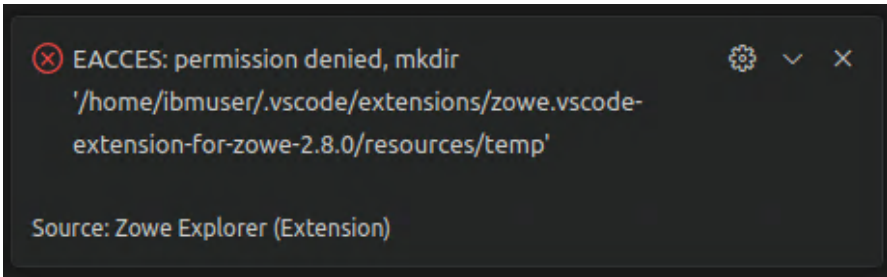 EACCES: permission denied, mkdir
'/home/ibmuser/.vscode/extensions/zowe.vscode-
extension-for-zowe-2.8.0/resources/temp'
Source: Zowe Explorer (Extension)